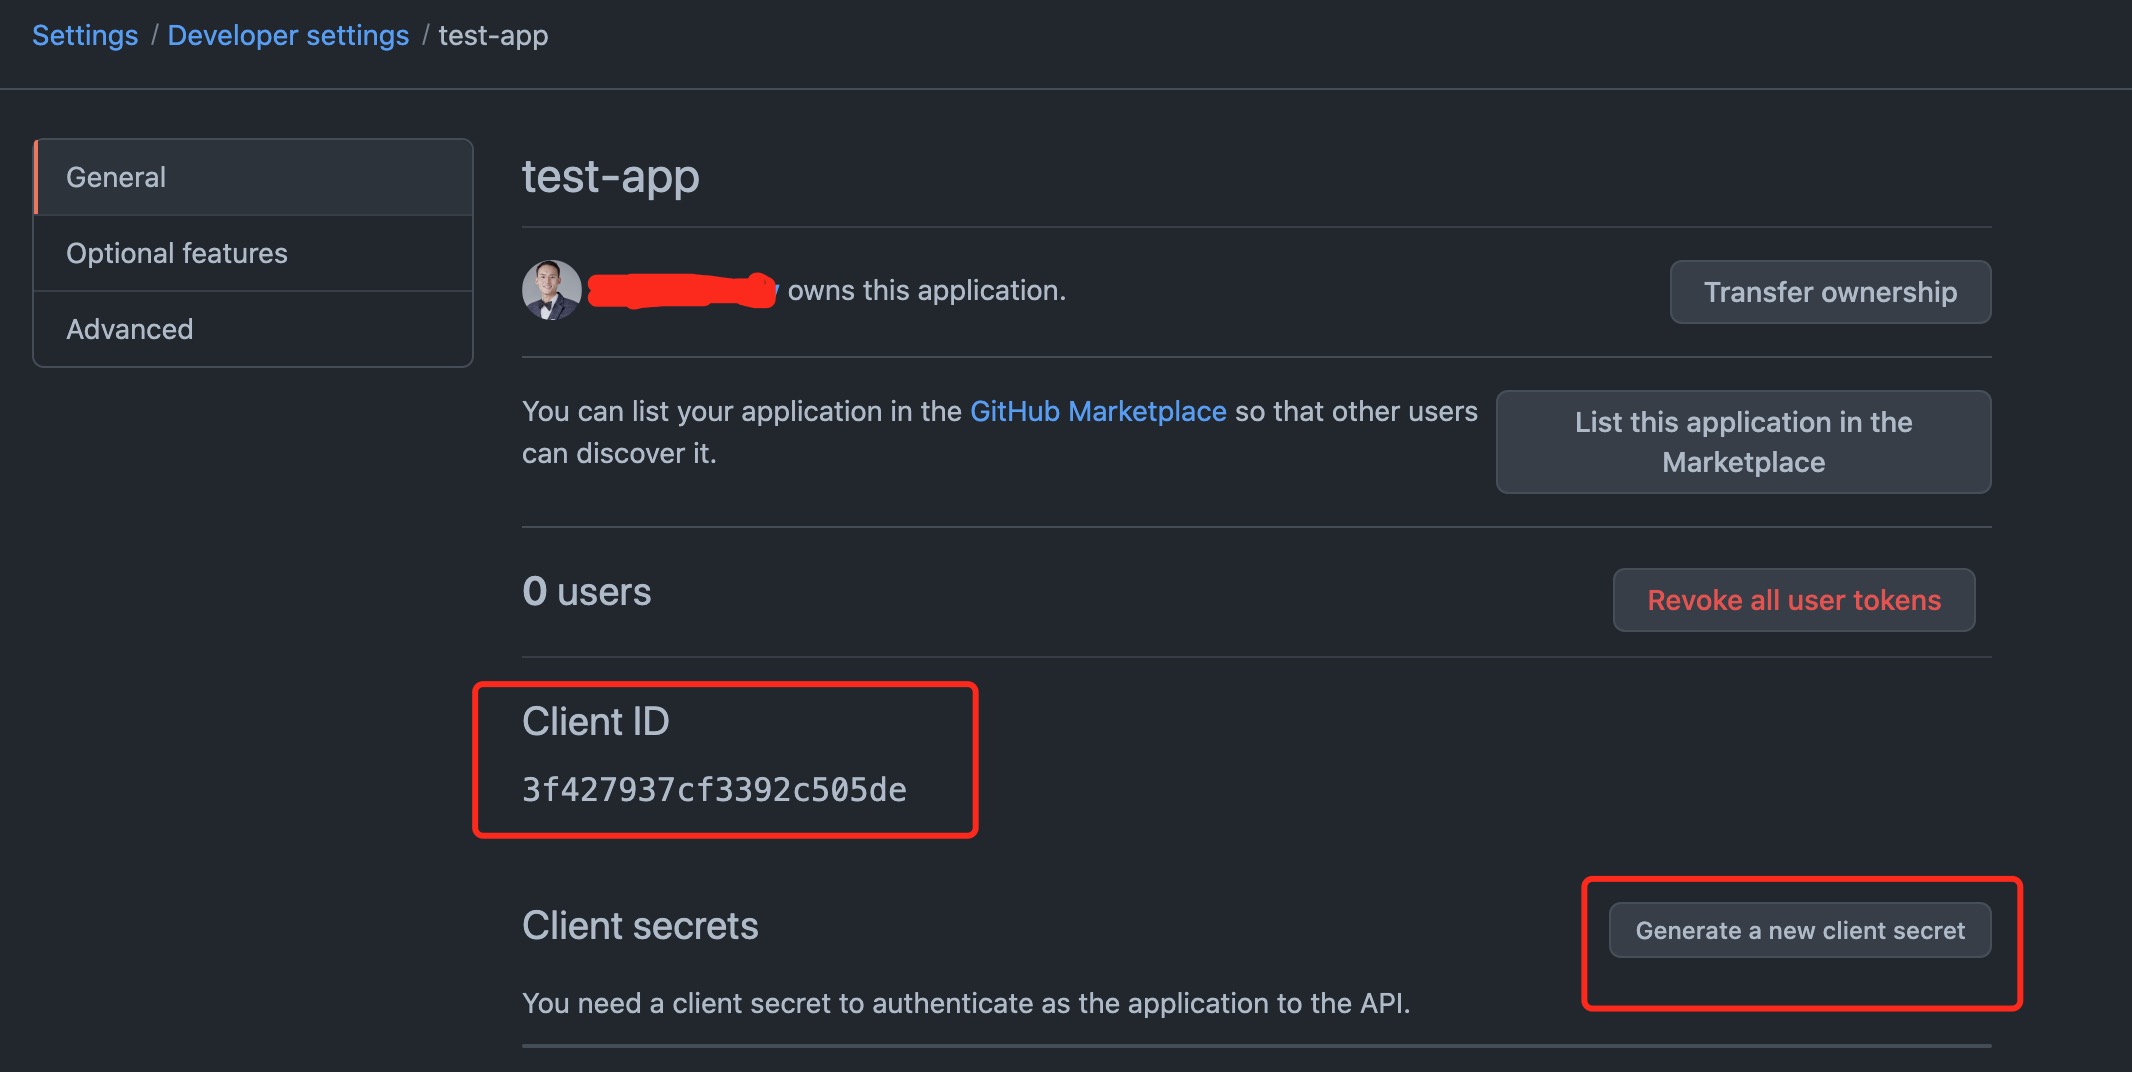 Settings / Developer settings / test-app
General
Optional features
Advanced
test-app
owns this application.
Transfer ownership
You can list your application in the GitHub Marketplace so that other users
can discover it.
List this application in the
Marketplace
0 users
Revoke all user tokens
Client ID
3f427937cf3392c505de
Client secrets
Generate a new client secret
You need a client secret to authenticate as the application to the API.